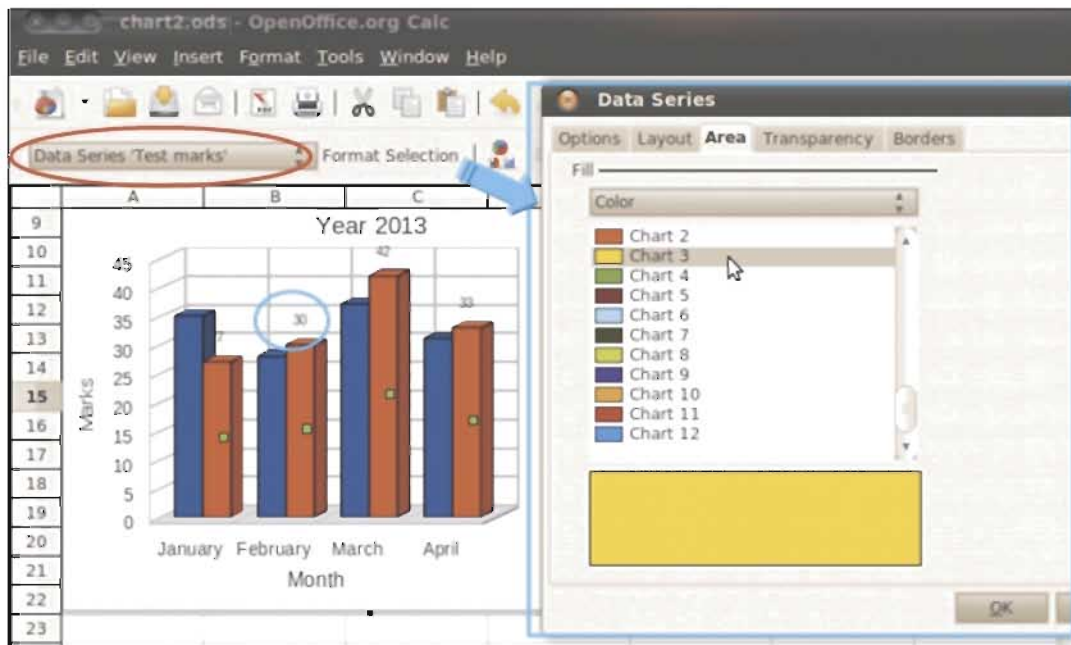 chart2.ods - OpenOffice.org Calc
File Edit View Insert Format Tools Window Help
Data Series 'Test marks'
Format Selection
A B C
9
10
11
12
13
14
15
16
17
18
19
20
21
22
23
Year 2013
45
40
35
30
25
20
15
10
5
0
Marks
7
30
42
33
January February March April
Month
Data Series
Options Layout Area Transparency Borders
Fill
Color
Chart 2
Chart 3
Chart 4
Chart 5
Chart 6
Chart 7
Chart 8
Chart 9
Chart 10
Chart 11
Chart 12
OK